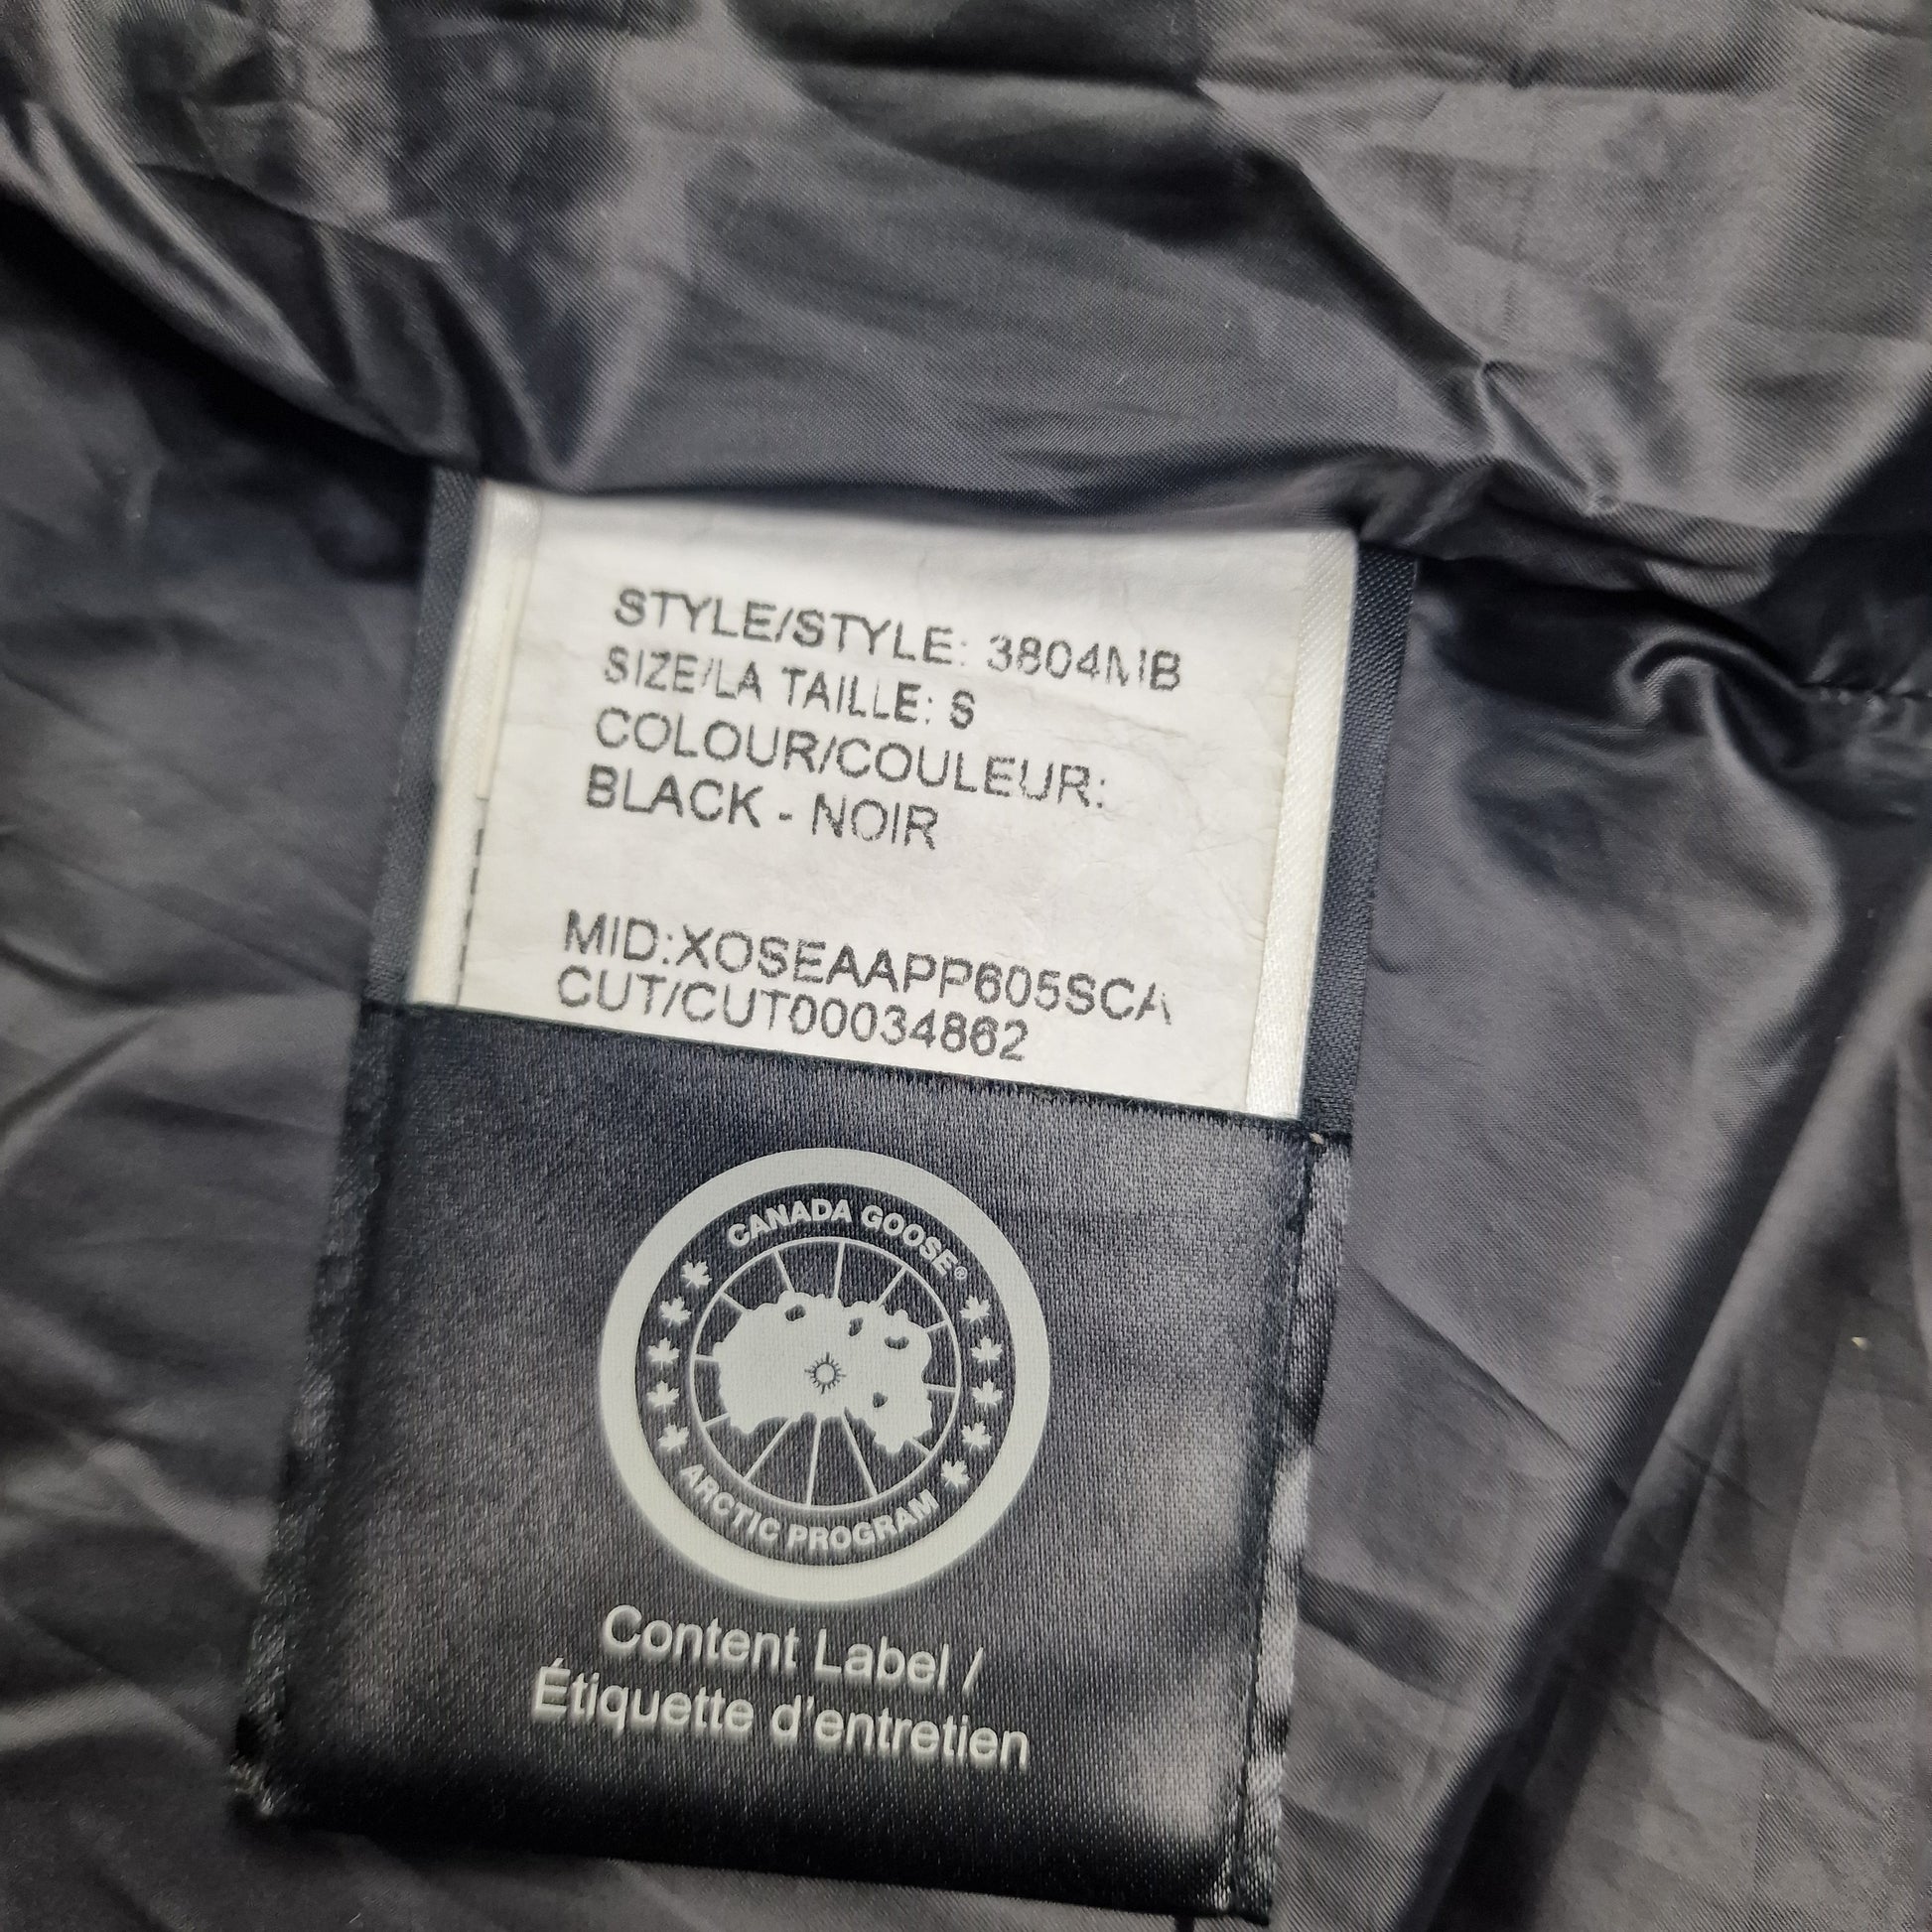 STYLE/STYLE: 3804MB
SIZE/LA TAILLE: S
COLOUR/COULEUR:
BLACK - NOIR
MID:XOSEAAPP605SCA
CUT/CUT00034862
CANADA GOOSE®
ARCTIC PROGRAM
Content Label /
Étiquette d'entretien